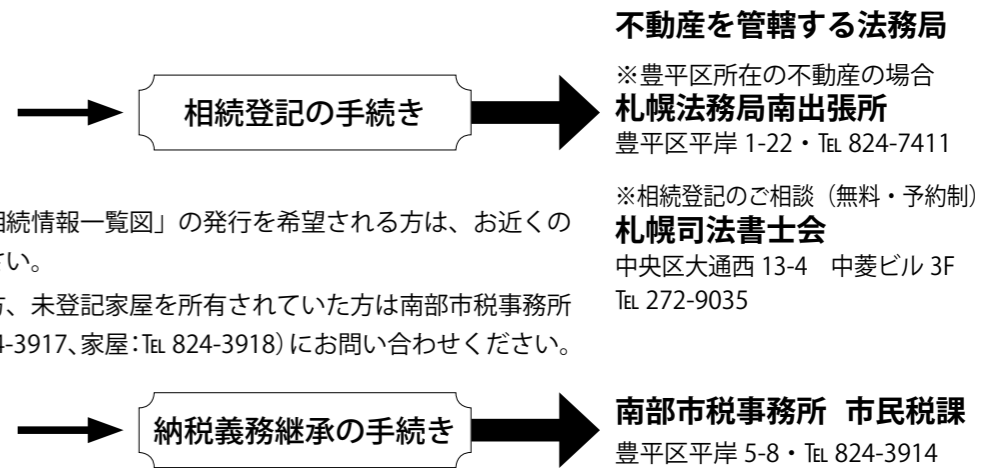 不動産を管轄する法務局
※豊平区所在の不動産の場合
相続登記の手続き
札幌法務局南出張所
豊平区平岸 1-22・℡ 824-7411
※相続登記のご相談（無料・予約制）
札幌司法書士会
中央区大通西 13-4　中菱ビル 3F
℡ 272-9035
相続情報一覧図」の発行を希望される方は、お近くの
さい。
方、未登記家屋を所有されていた方は南部市税事務所
4-3917、家屋：℡ 824-3918）にお問い合わせください。
納税義務継承の手続き
南部市税事務所 市民税課
豊平区平岸 5-8・℡ 824-3914